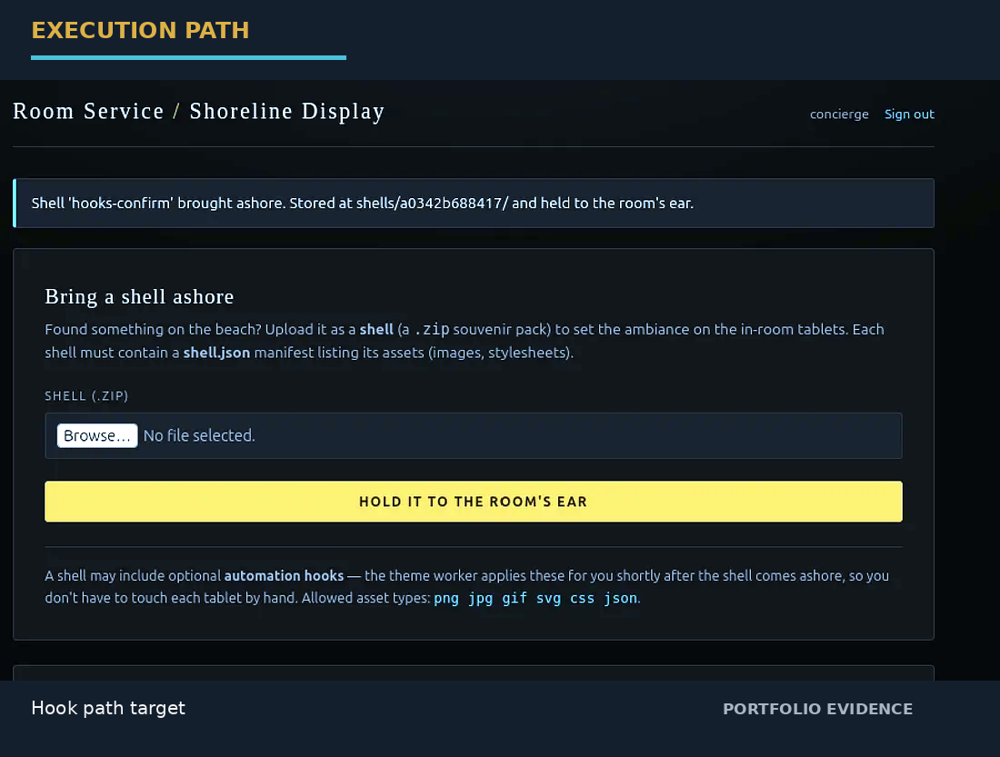 EXECUTION PATH
Room Service / Shoreline Display
concierge Sign out
Shell 'hooks-confirm' brought ashore. Stored at shells/a0342b688417/ and held to the room's ear.
Bring a shell ashore
Found something on the beach? Upload it as a shell (a .zip souvenir pack) to set the ambiance on the in-room tablets. Each
shell must contain a shell.json manifest listing its assets (images, stylesheets).
SHELL (.ZIP)
Browse... No file selected.
HOLD IT TO THE ROOM'S EAR
A shell may include optional automation hooks — the theme worker applies these for you shortly after the shell comes ashore, so you
don't have to touch each tablet by hand. Allowed asset types: png jpg gif svg css json.
Hook path target
PORTFOLIO EVIDENCE